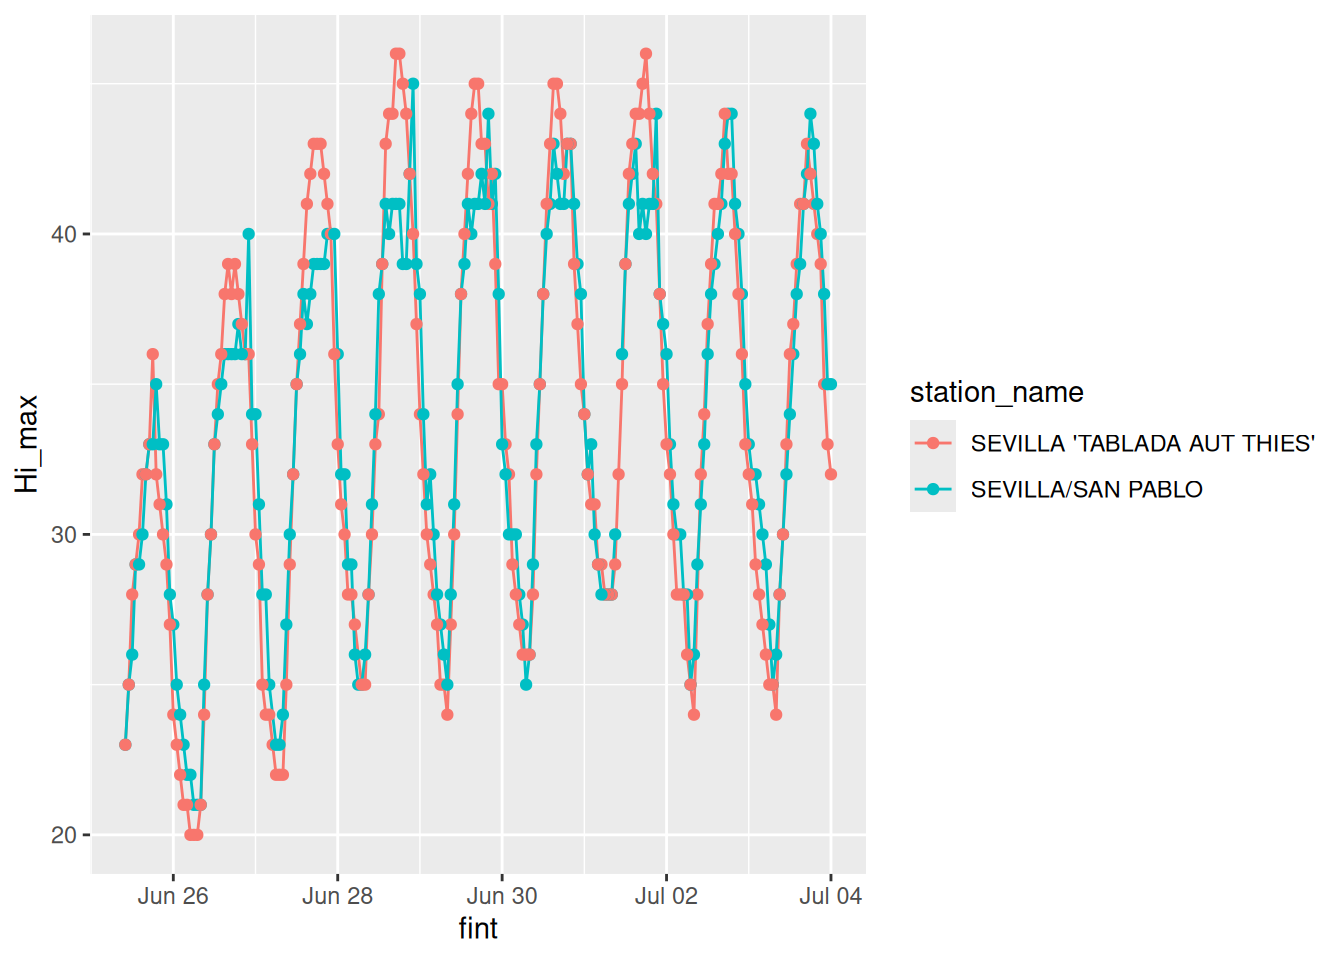 Hi_max
40
30
20
Jun 26
Jun 28
Jun 30
Jul 02
Jul 04
fint
station_name
SEVILLA 'TABLADA AUT THIES'
SEVILLA/SAN PABLO